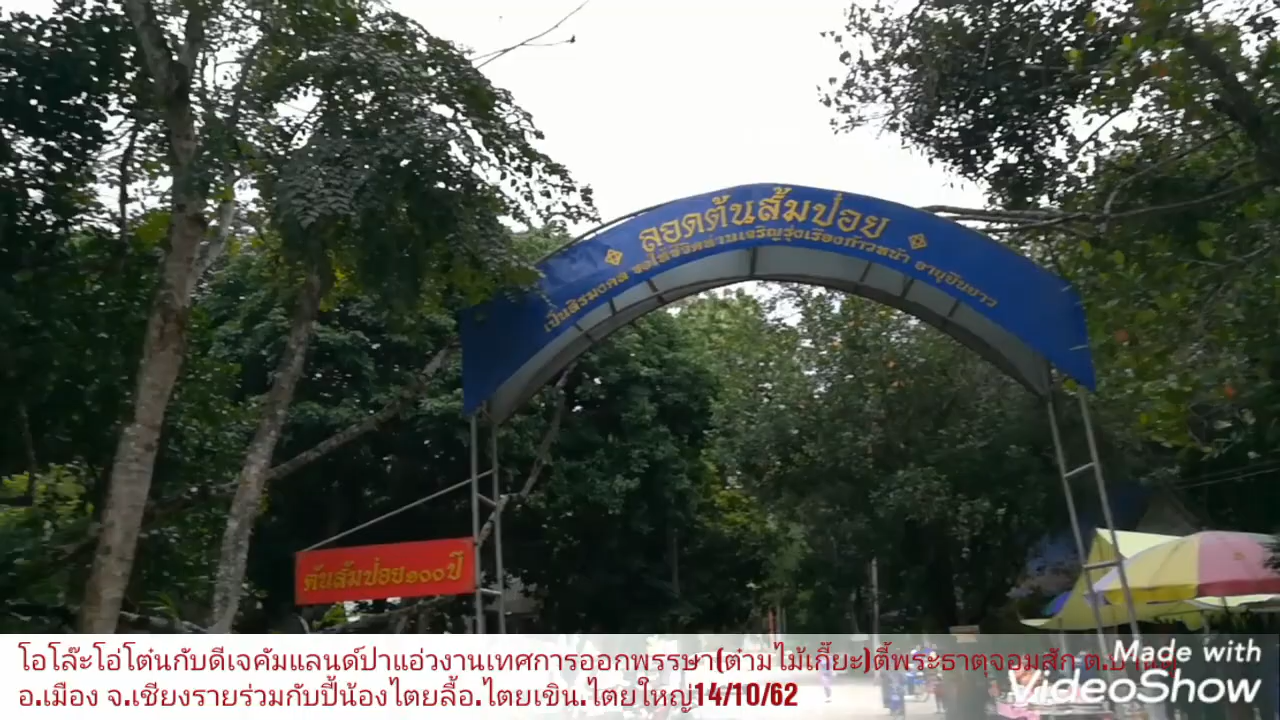 ลอดต้นส้มป่อย
เป็นสิริมงคล ขอให้ชีวิตท่านเจริญรุ่งเรืองก้าวหน้า อายุยืนยาว
ต้นส้มป่อย๑๐๐ปี
โอโล๊ะโอ่โต๋นกับดีเจคัมแลนด์ปาแอ่วงานเทศการออกพรรษา(ต๋ามไม้เกี๊ยะ)ตี้พระธาตุจอมสัก ต.
อ.เมือง จ.เชียงรายร่วมกับปี้น้องไตยลื้อ.ไตยเขิน.ไตยใหญ่14/10/62
Made with
VideoShow